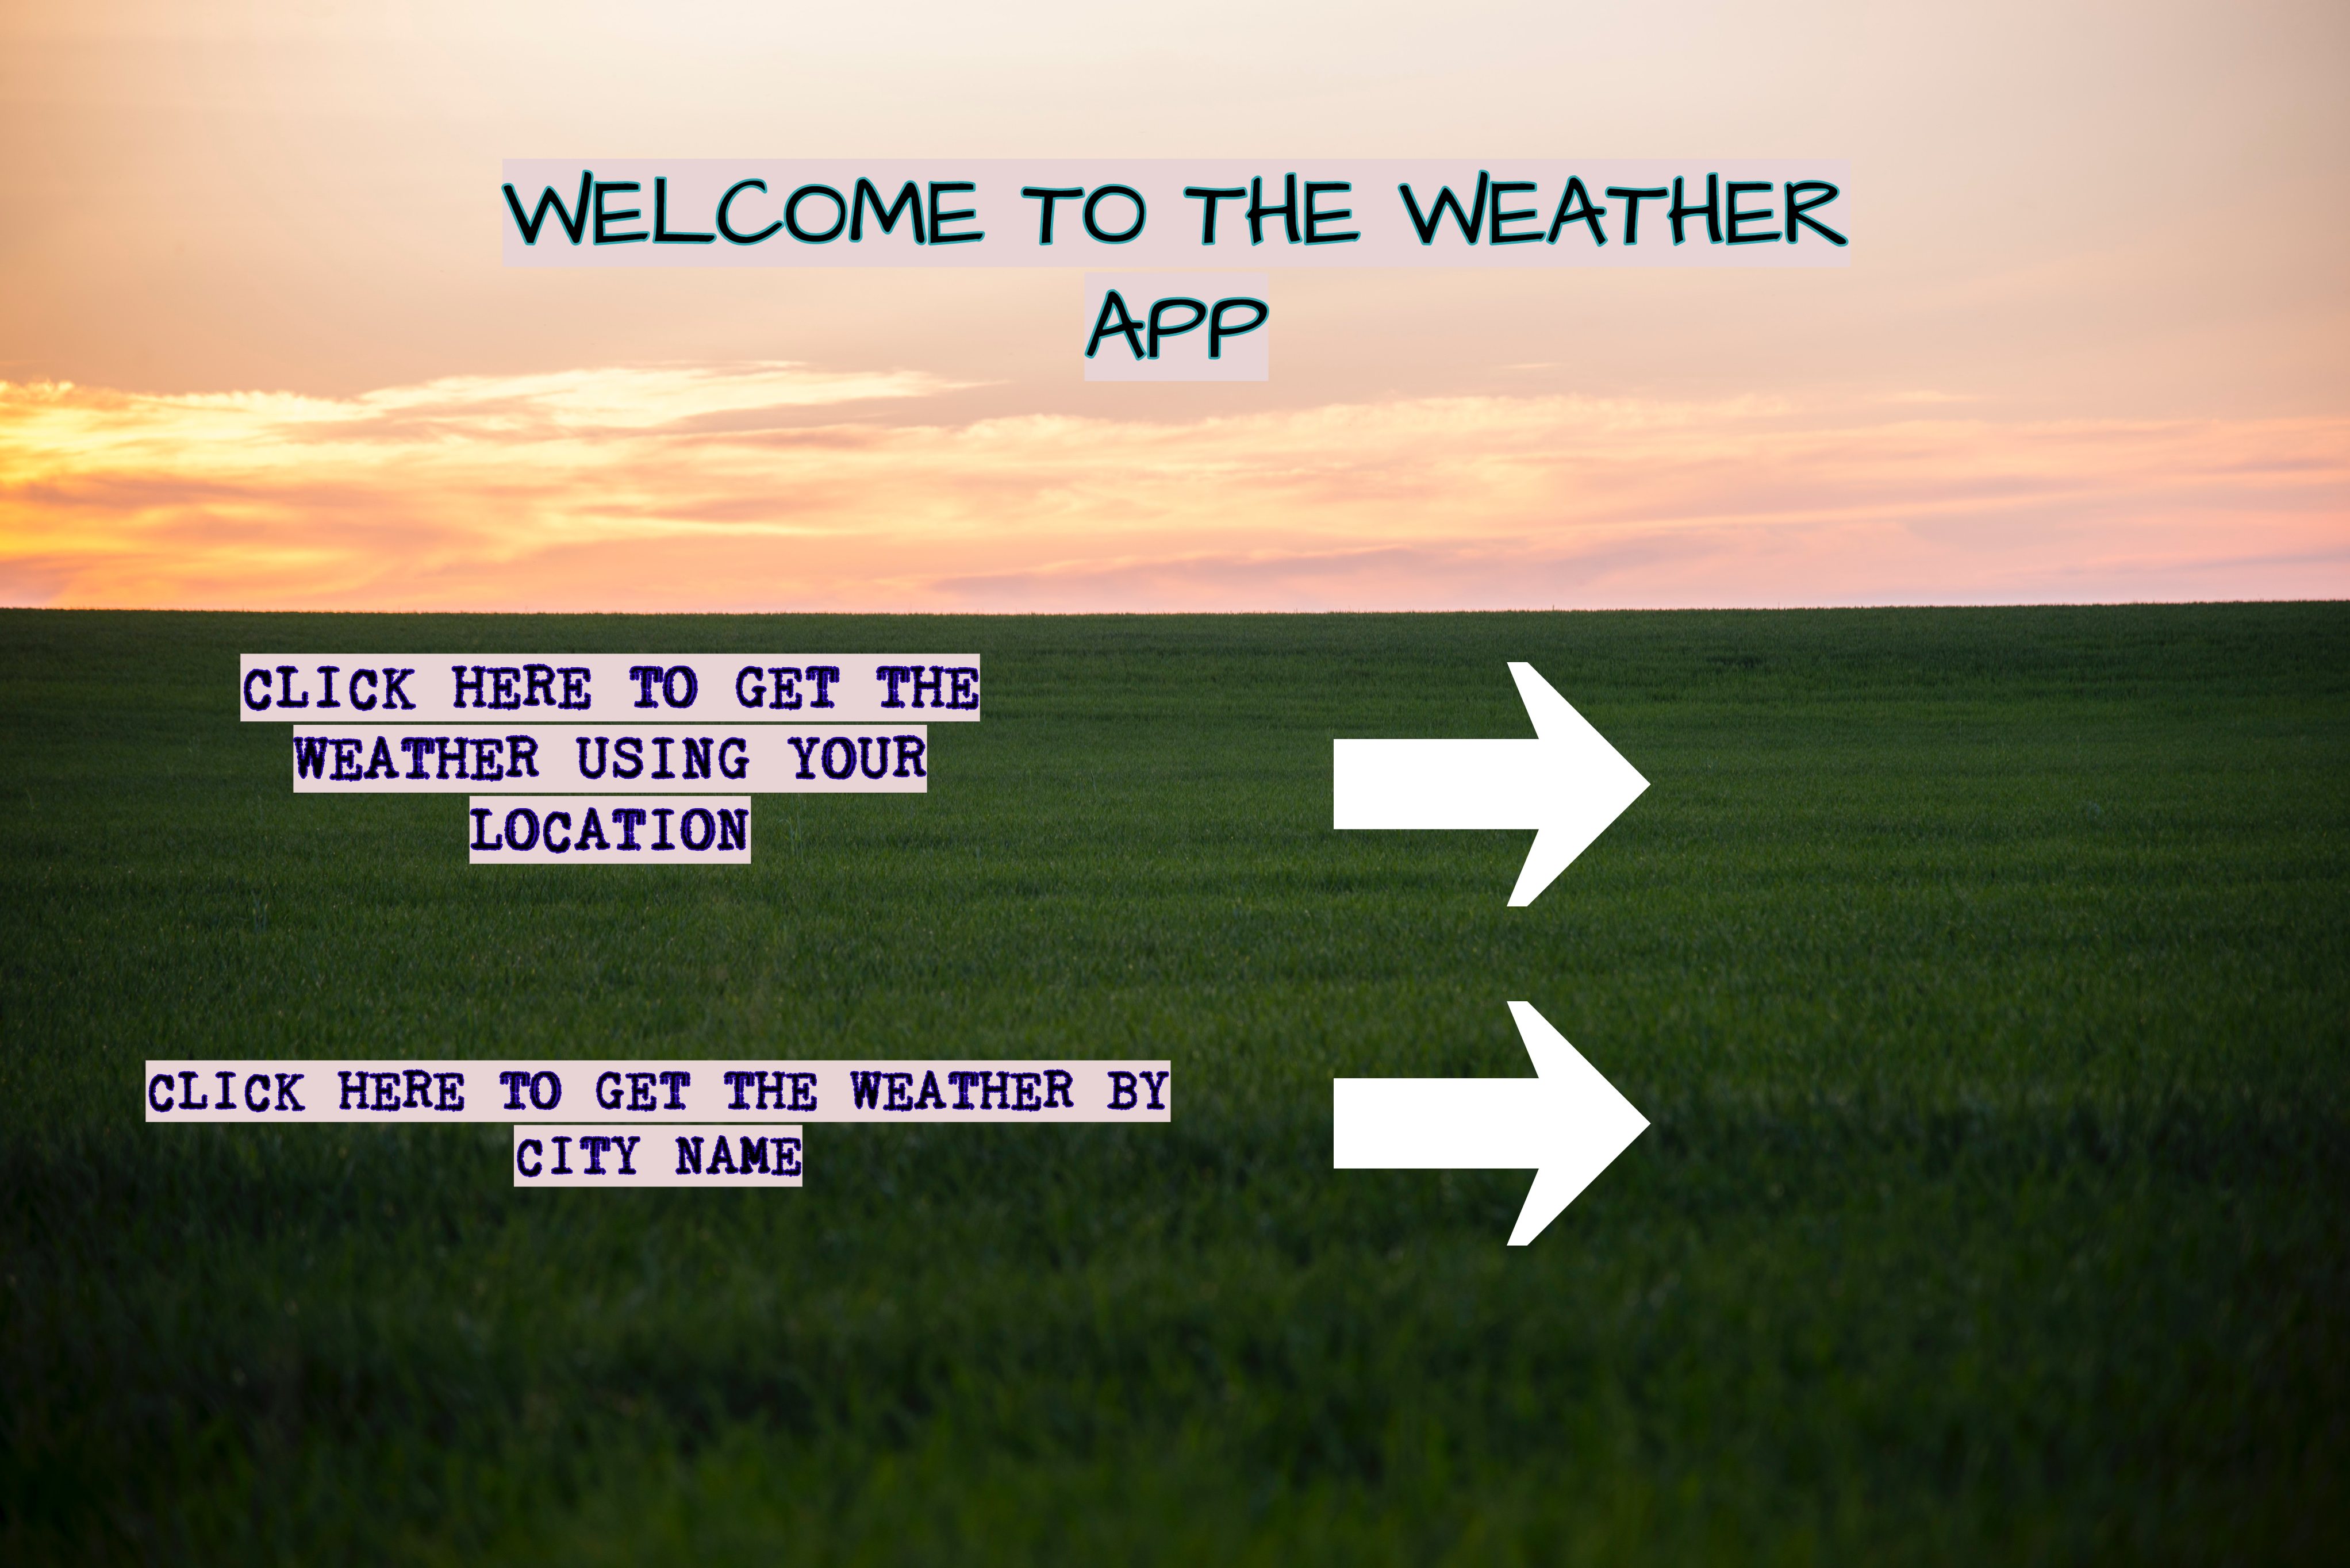 WELCOME TO THE WEATHER
APP
CLICK HERE TO GET THE
WEATHER USING YOUR
LOCATION
CLICK HERE TO GET THE WEATHER BY
CITY NAME